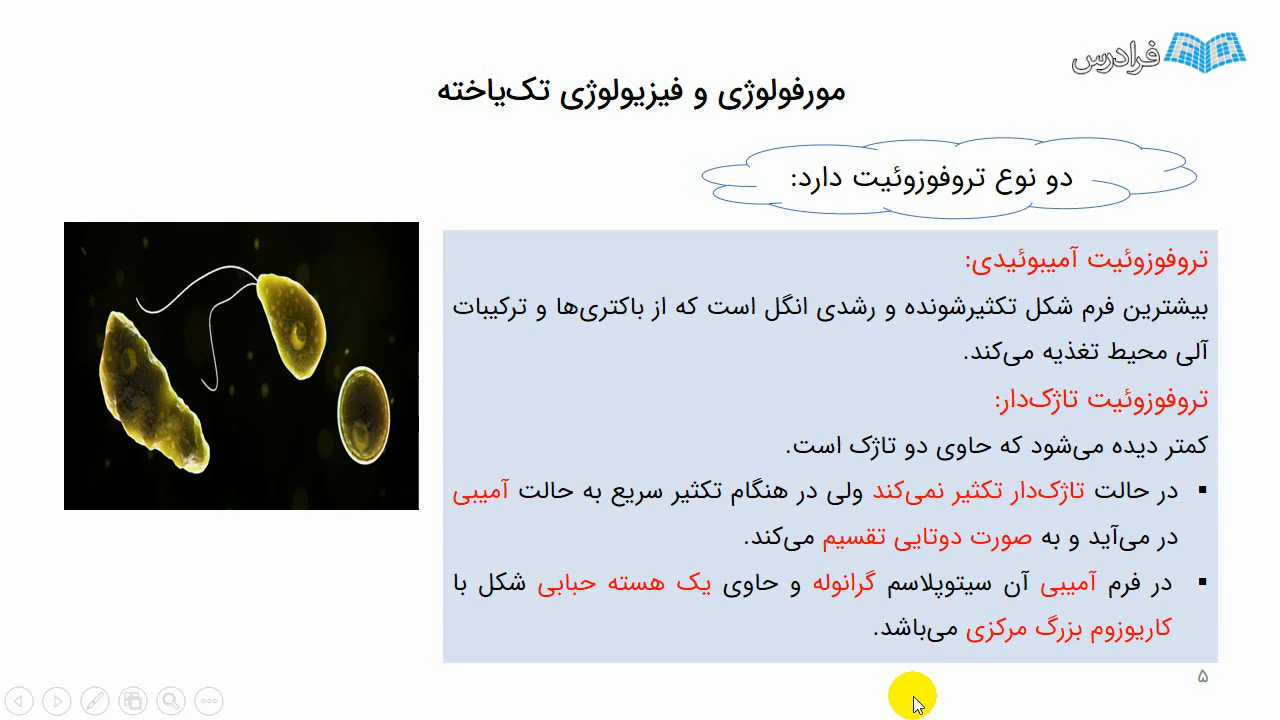 فرادرس
مورفولوژی و فیزیولوژی تک‌یاخته
دو نوع تروفوزوئیت دارد:
تروفوزوئیت آمیبوئیدی:
بیشترین فرم شکل تکثیرشونده و رشدی انگل است که از باکتری‌ها و ترکیبات
آلی محیط تغذیه می‌کند.
تروفوزوئیت تاژک‌دار:
کمتر دیده می‌شود که حاوی دو تاژک است.
▪ در حالت تاژک‌دار تکثیر نمی‌کند ولی در هنگام تکثیر سریع به حالت آمیبی
در می‌آید و به صورت دوتایی تقسیم می‌کند.
▪ در فرم آمیبی آن سیتوپلاسم گرانوله و حاوی یک هسته حبابی شکل با
کاریوزوم بزرگ مرکزی می‌باشد.
۵